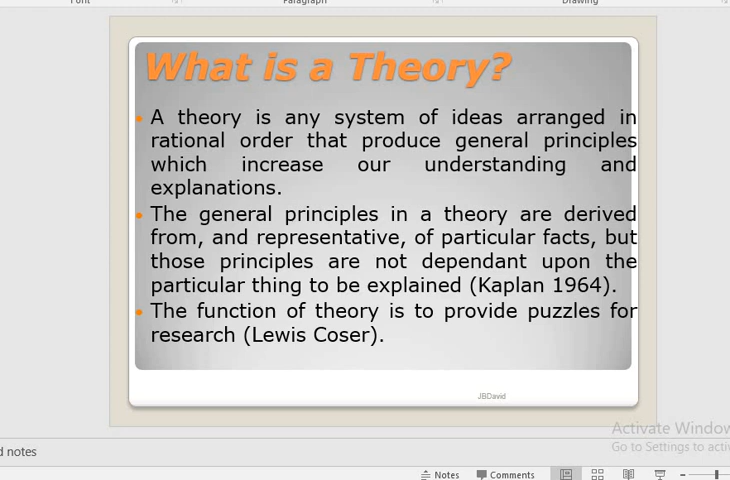 Font
Paragraph
Drawing
What is a Theory?
• A theory is any system of ideas arranged in
rational order that produce general principles
which increase our understanding and
explanations.
• The general principles in a theory are derived
from, and representative, of particular facts, but
those principles are not dependant upon the
particular thing to be explained (Kaplan 1964).
• The function of theory is to provide puzzles for
research (Lewis Coser).
JBDavid
Activate Window
Go to Settings to activ
d notes
Notes
Comments